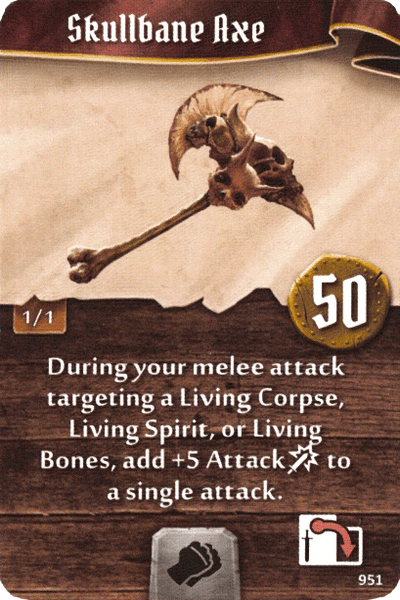 Skullbane Axe
1/1
50
During your melee attack
targeting a Living Corpse,
Living Spirit, or Living
Bones, add +5 Attack to
a single attack.
951